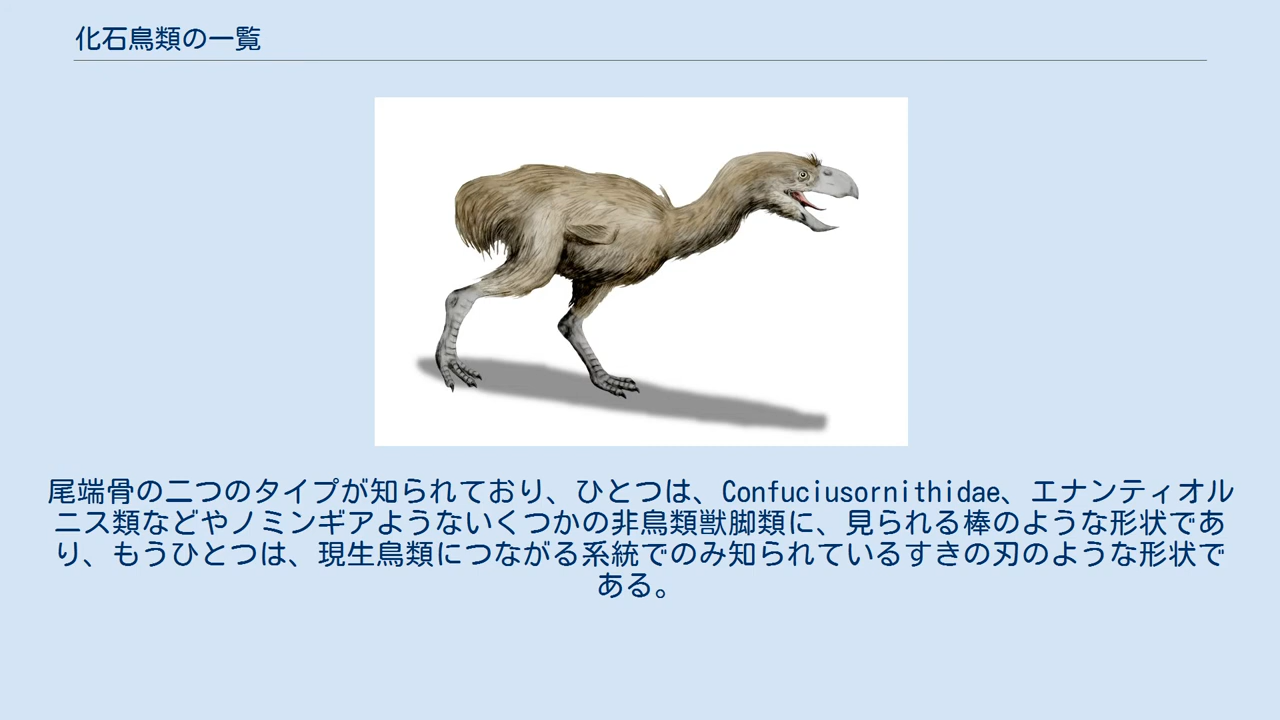 化石鳥類の一覧
尾端骨の二つのタイプが知られており、ひとつは、Confuciusornithidae、エナンティオル
ニス類などやノミンギアようないくつかの非鳥類獣脚類に、見られる棒のような形状であ
り、もうひとつは、現生鳥類につながる系統でのみ知られているすきの刃のような形状で
ある。